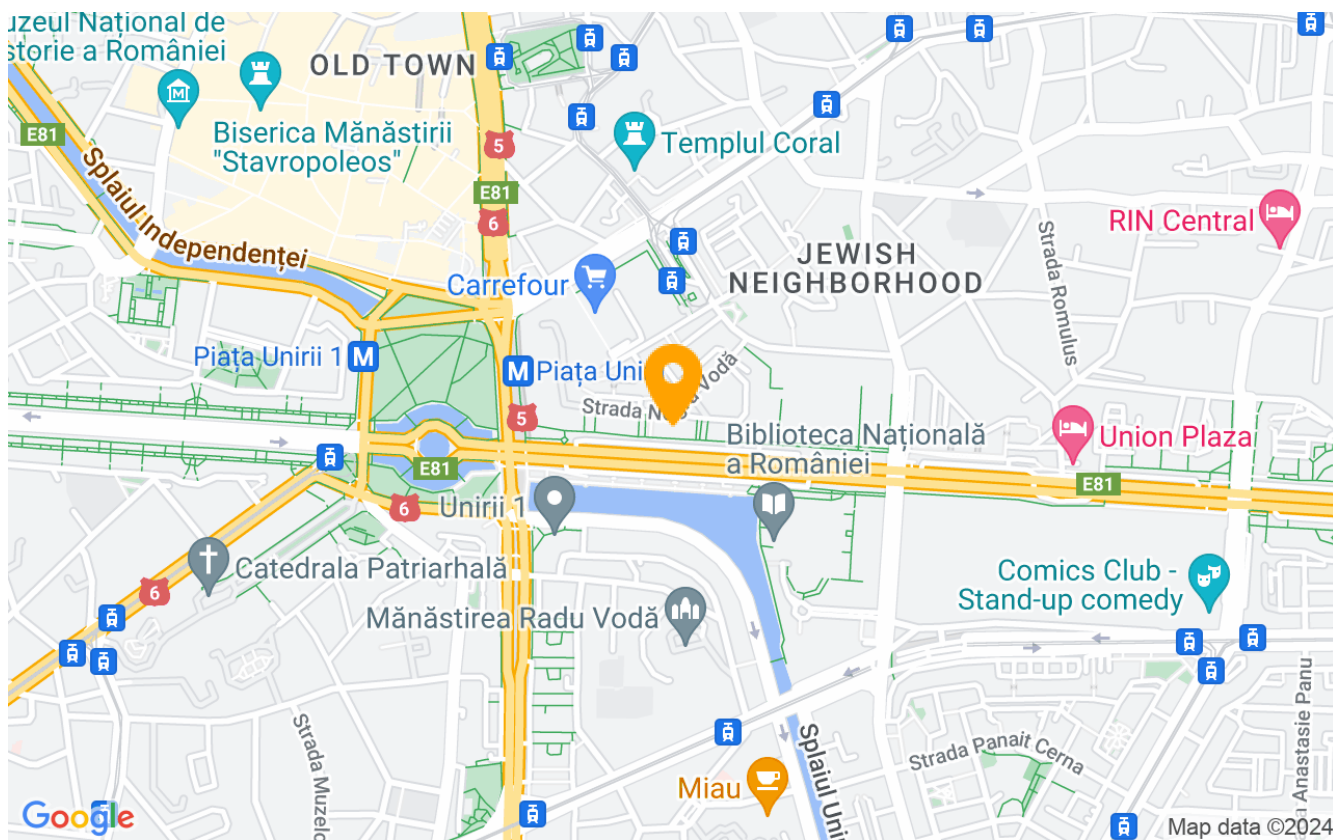 uzeul Național de
storie a României
OLD TOWN
Biserica Mănăstirii
"Stavropoleos"
E81
5
E81
6
Templul Coral
Splaiul Independenței
RIN Central
JEWISH
NEIGHBORHOOD
Strada Romulus
Carrefour
Piața Unirii 1
M
M
Piața Uni
Strada Ne
u Vodă
5
E81
Biblioteca Națională
a României
Union Plaza
E81
6
Unirii 1
Catedrala Patriarhală
6
Comics Club -
Stand-up comedy
Mănăstirea Radu Vodă
Strada Muzelo
Splaiul Uni
Strada Panait Cerna
a Anastasie Panu
Miau
Google
Map data ©2024